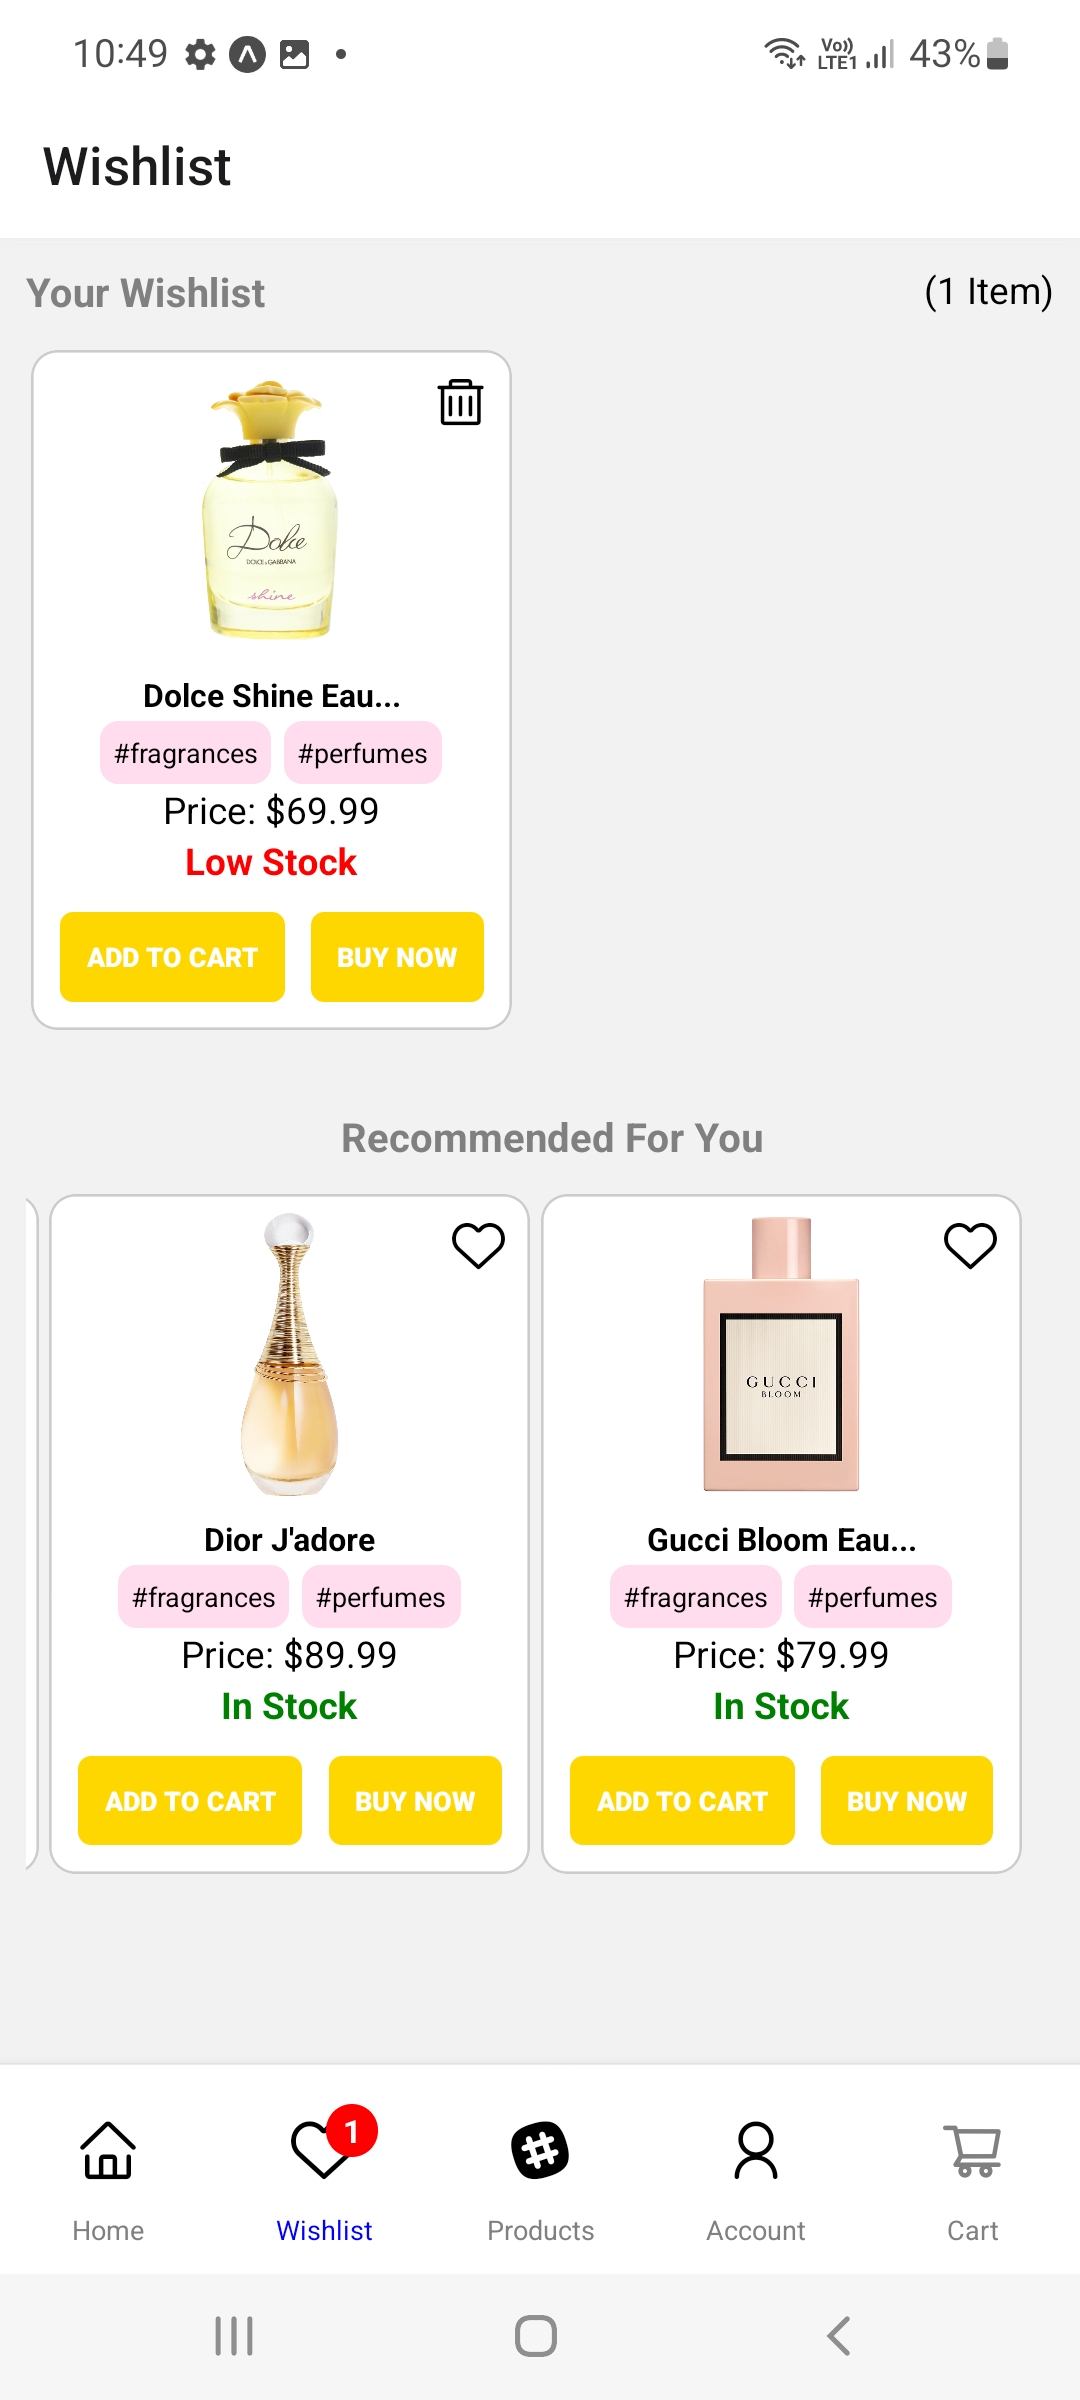 10:49
Vo))
LTE1
43%
Wishlist
Your Wishlist
(1 Item)
Dolce
DOLCE & GABBANA
shine
Dolce Shine Eau...
#fragrances #perfumes
Price: $69.99
Low Stock
ADD TO CART BUY NOW
Recommended For You
GUCCI
BLOOM
Dior J'adore
#fragrances #perfumes
Price: $89.99
In Stock
ADD TO CART BUY NOW
Gucci Bloom Eau...
#fragrances #perfumes
Price: $79.99
In Stock
ADD TO CART BUY NOW
1
Home Wishlist Products Account Cart